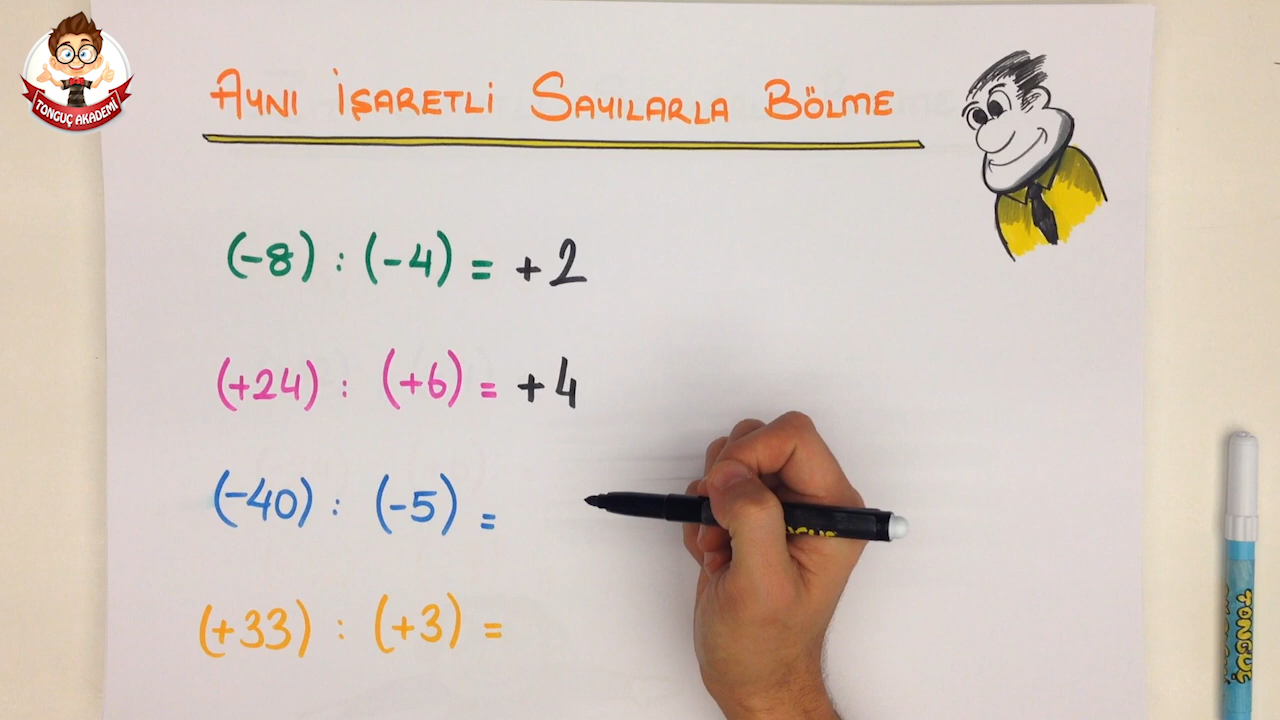 TONGUÇ AKADEMİ
AYNI İŞARETLİ SAYILARLA BÖLME
(-8) : (-4) = +2
(+24) : (+6) = +4
(-40) : (-5) =
(+33) : (+3) =
TONGUÇ